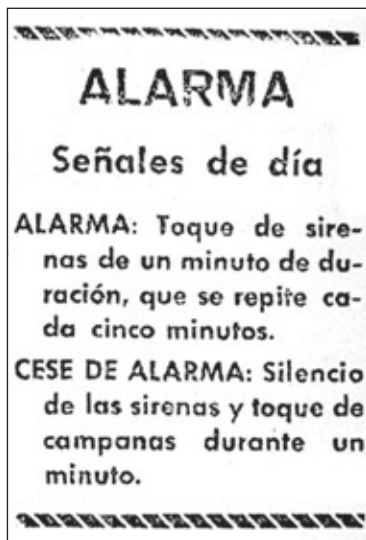 ALARMA
Señales de día
ALARMA: Toque de sire-
nas de un minuto de du-
ración, que se repite ca-
da cinco minutos.
CESE DE ALARMA: Silencio
de las sirenas y toque de
campanas durante un
minuto.